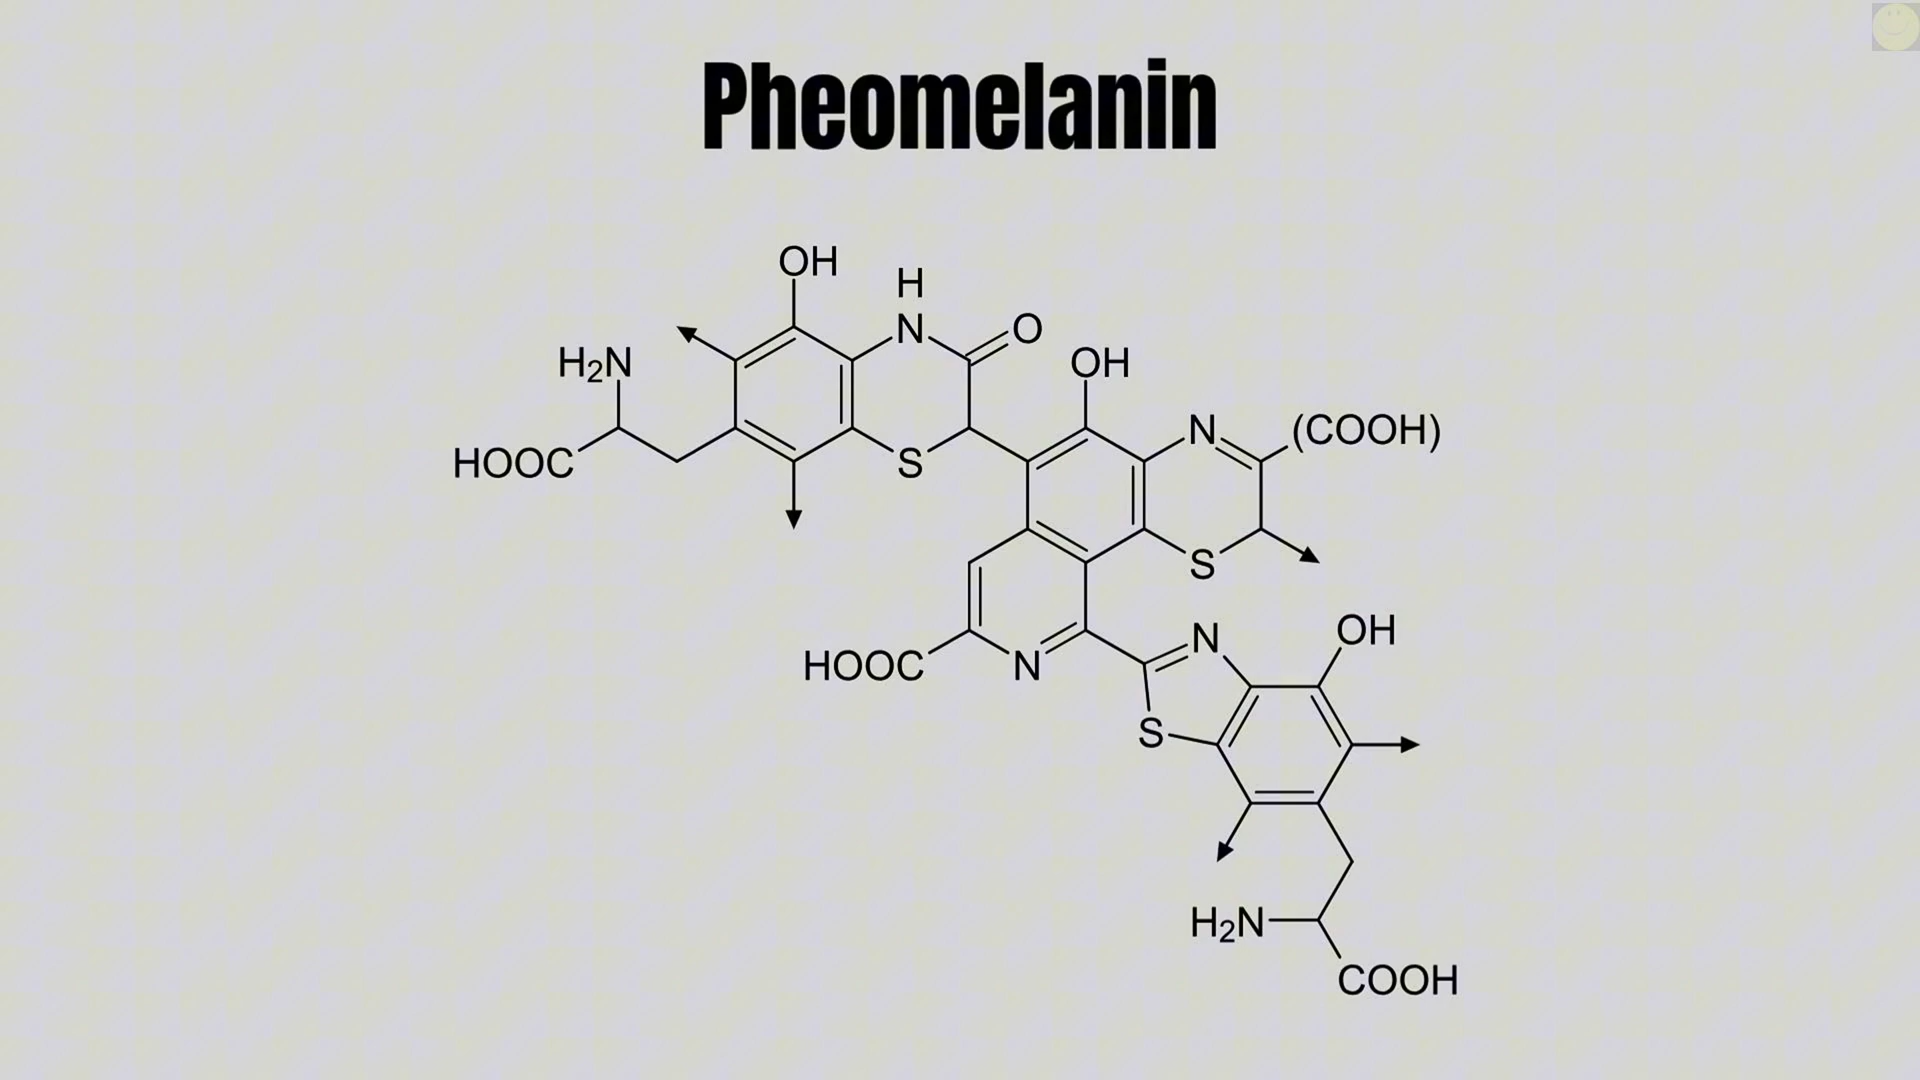 Pheomelanin
OH
H
N
O
H₂N
OH
N
(COOH)
HOOC
S
S
OH
N
HOOC
N
S
H₂N
COOH